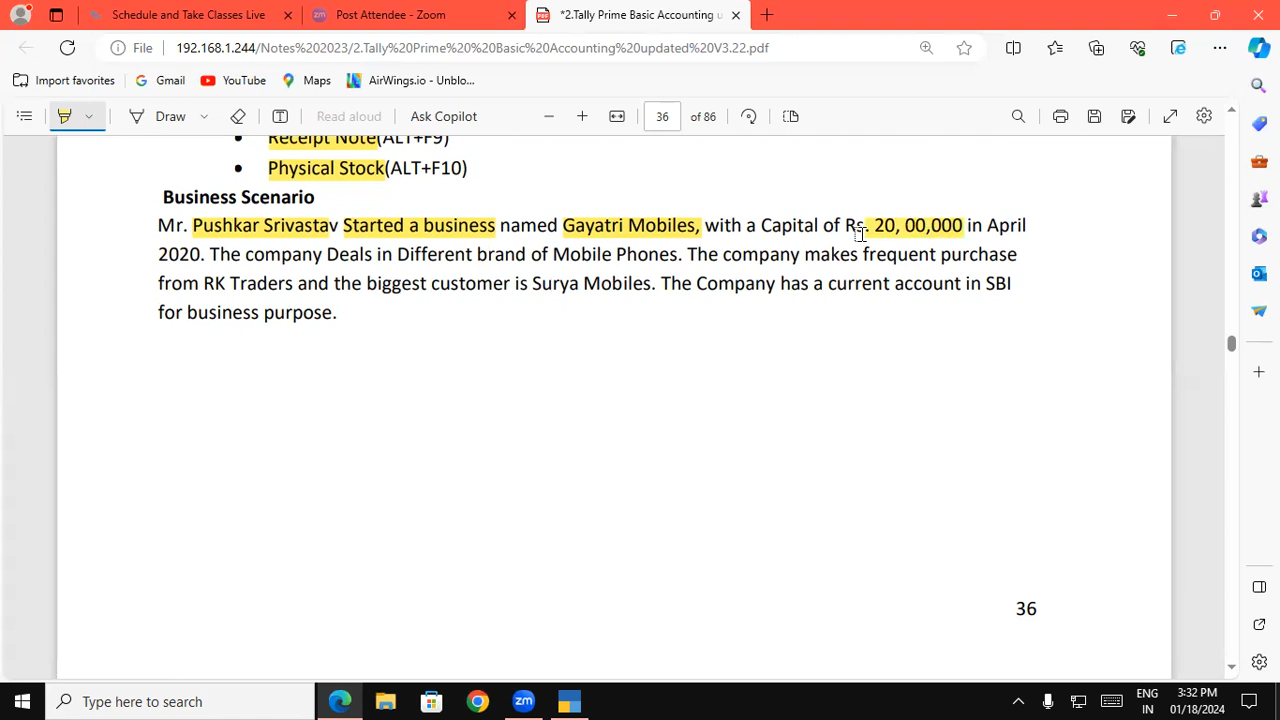 Schedule and Take Classes Live
Post Attendee - Zoom
*2.Tally Prime Basic Accounting u
File
192.168.1.244/Notes%202023/2.Tally%20Prime%20%20Basic%20Accounting%20updated%20V3.22.pdf
Import favorites
Gmail
YouTube
Maps
AirWings.io - Unblo...
Draw
Read aloud
Ask Copilot
36 of 86
• Receipt Note(ALT+F9)
• Physical Stock(ALT+F10)
Business Scenario
Mr. Pushkar Srivastav Started a business named Gayatri Mobiles, with a Capital of Rs. 20, 00,000 in April
2020. The company Deals in Different brand of Mobile Phones. The company makes frequent purchase
from RK Traders and the biggest customer is Surya Mobiles. The Company has a current account in SBI
for business purpose.
36
Type here to search
zm
ENG
IN
3:32 PM
01/18/2024